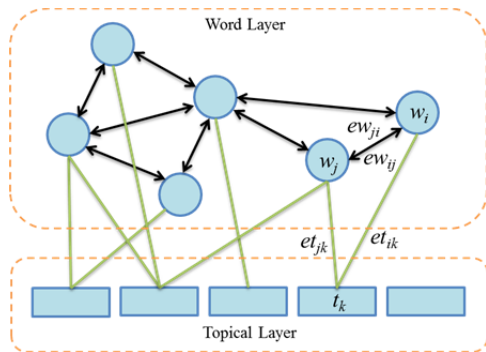 Word Layer
w_i
ew_ji
w_j
ew_ij
et_jk
et_ik
t_k
Topical Layer